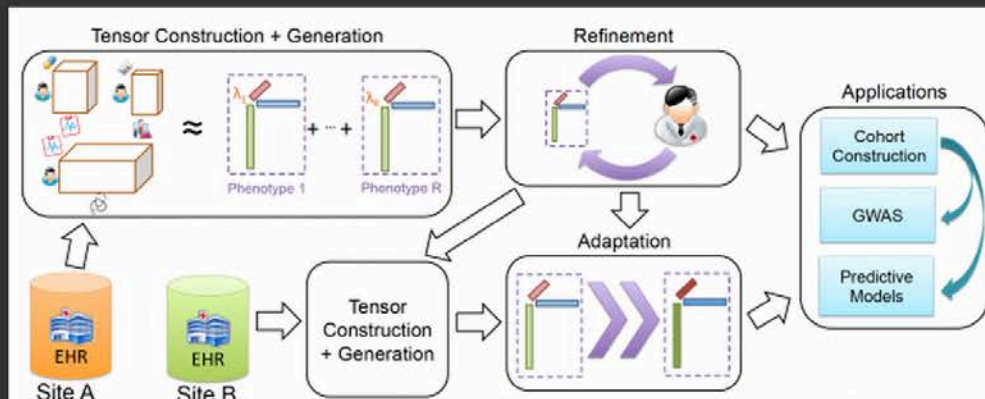 Tensor Construction + Generation
λ₁
≈
+ ... +
Phenotype 1
Phenotype R
Refinement
Applications
Cohort
Construction
GWAS
Predictive
Models
Adaptation
Tensor
Construction
+ Generation
EHR
Site A
EHR
Site B